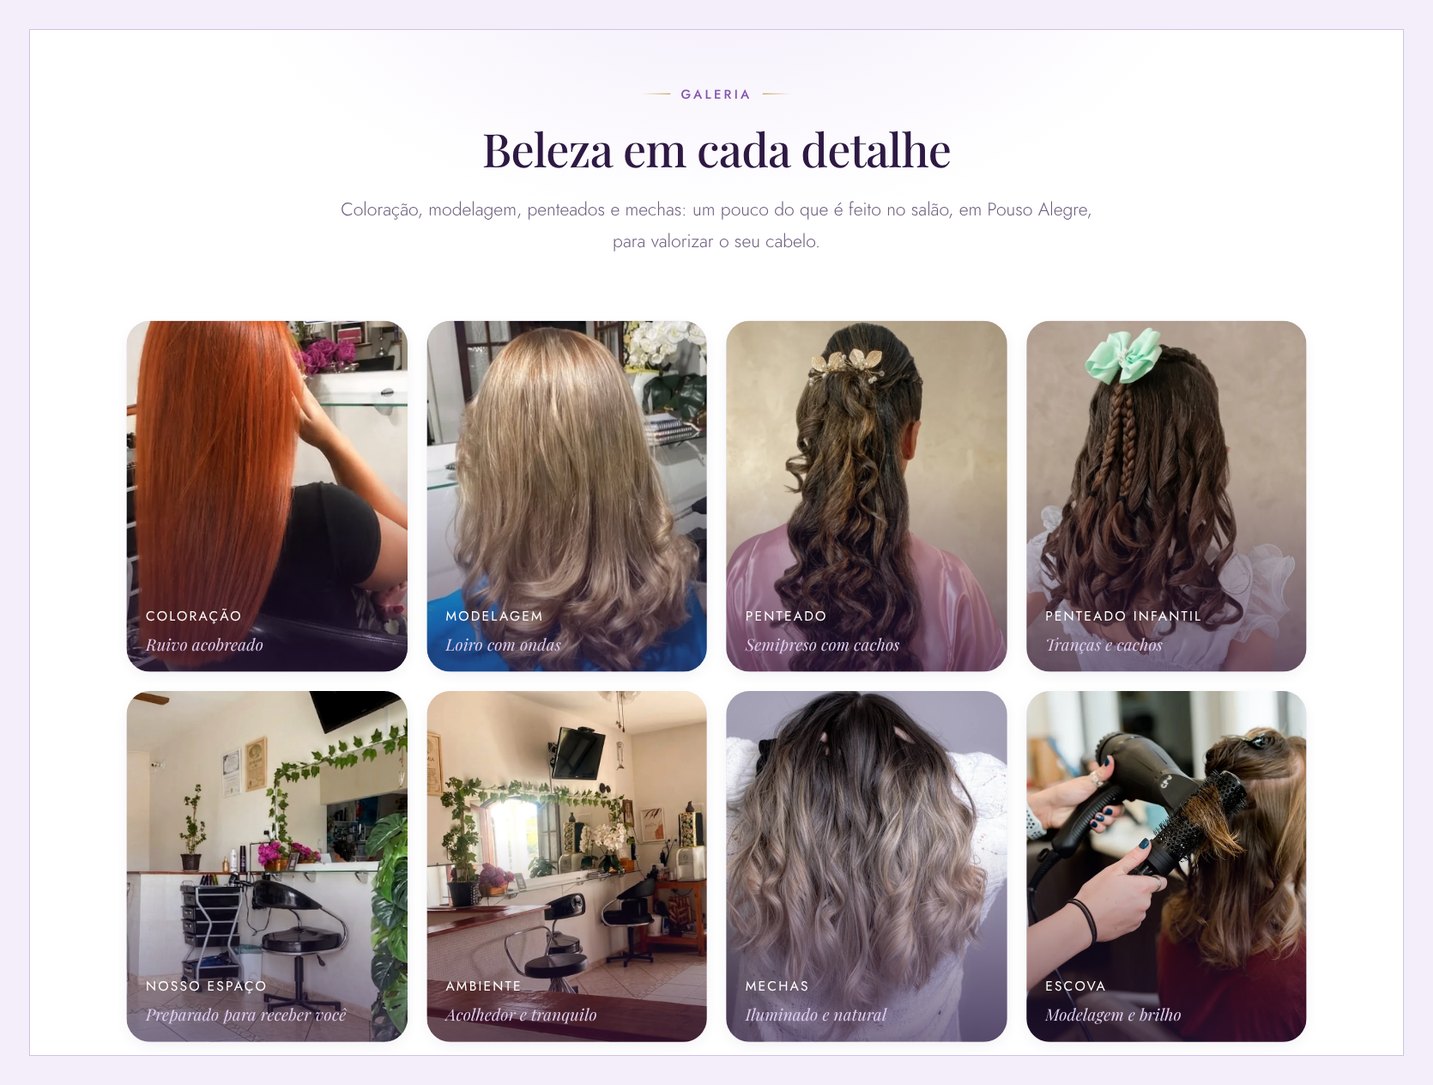 GALERIA
Beleza em cada detalhe
Coloração, modelagem, penteados e mechas: um pouco do que é feito no salão, em Pouso Alegre,
para valorizar o seu cabelo.
COLORAÇÃO
Ruivo acobreado
MODELAGEM
Loiro com ondas
PENTEADO
Semipreso com cachos
PENTEADO INFANTIL
Tranças e cachos
NOSSO ESPAÇO
Preparado para receber você
AMBIENTE
Acolhedor e tranquilo
MECHAS
Iluminado e natural
ESCOVA
Modelagem e brilho